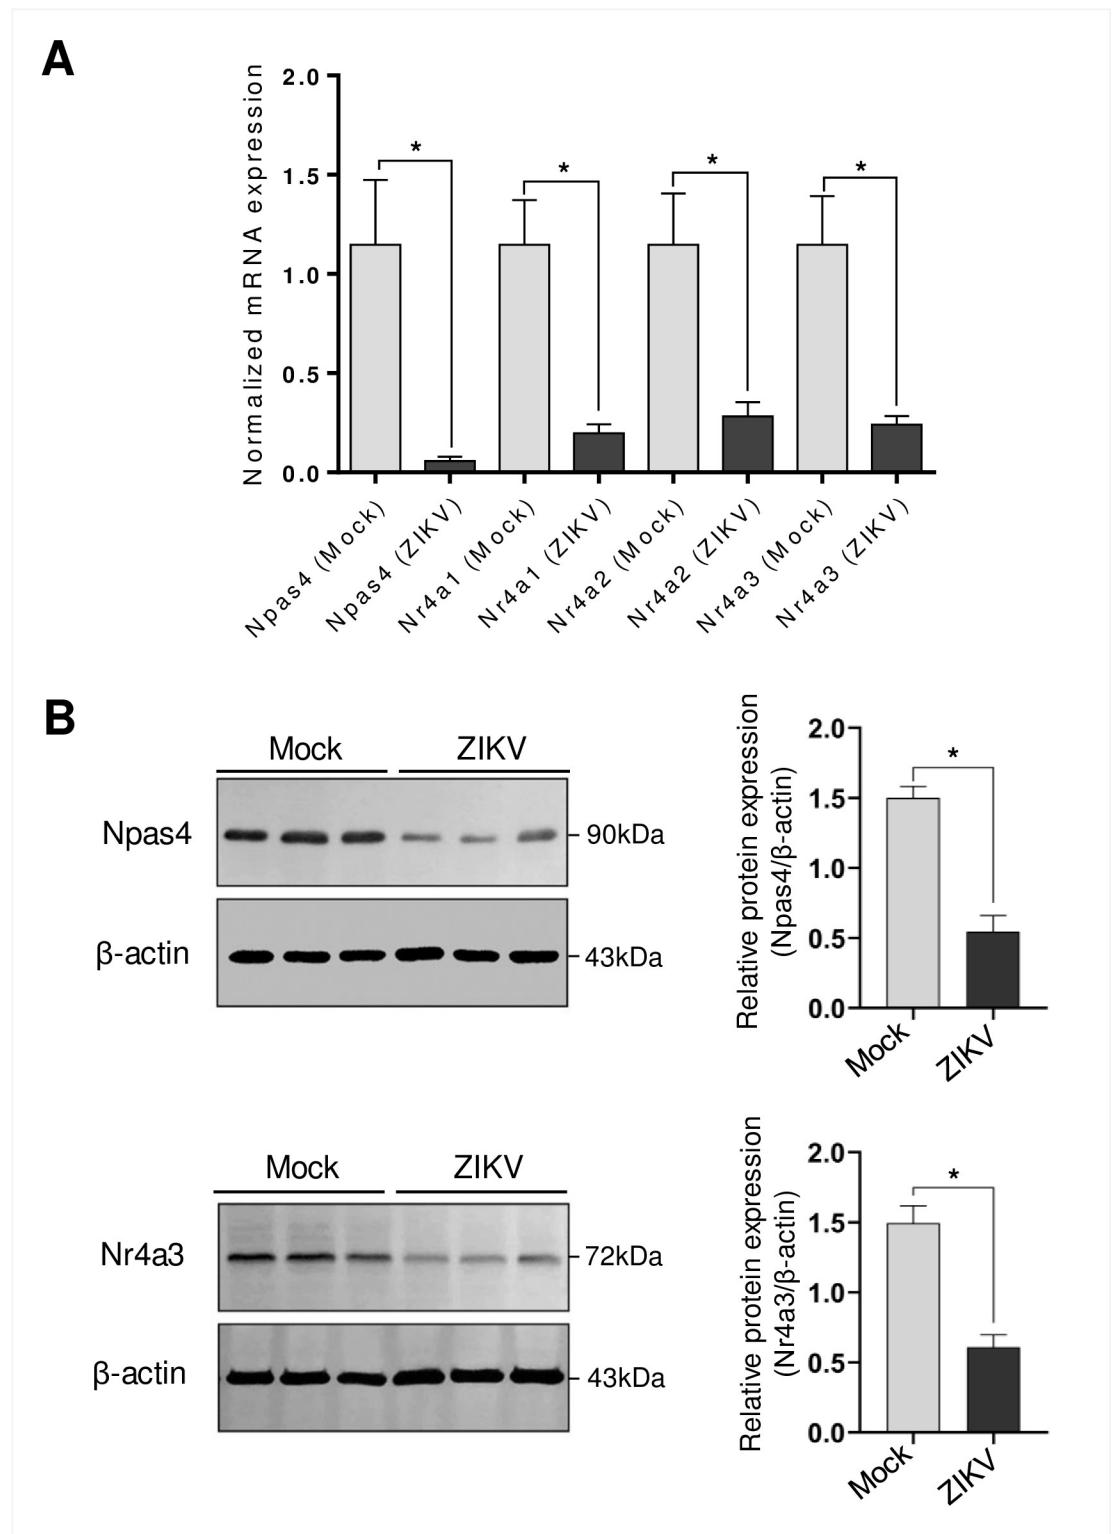 A
Normalized mRNA expression
2.0
1.5
1.0
0.5
0.0
*
*
*
*
Npas4 (Mock)
Npas4 (ZIKV)
Nr4a1 (Mock)
Nr4a1 (ZIKV)
Nr4a2 (Mock)
Nr4a2 (ZIKV)
Nr4a3 (Mock)
Nr4a3 (ZIKV)
B
Mock
ZIKV
Npas4
90kDa
β-actin
43kDa
Relative protein expression
(Npas4/β-actin)
2.0
1.5
1.0
0.5
0.0
*
Mock
ZIKV
Mock
ZIKV
Nr4a3
72kDa
β-actin
43kDa
Relative protein expression
(Nr4a3/β-actin)
2.0
1.5
1.0
0.5
0.0
*
Mock
ZIKV